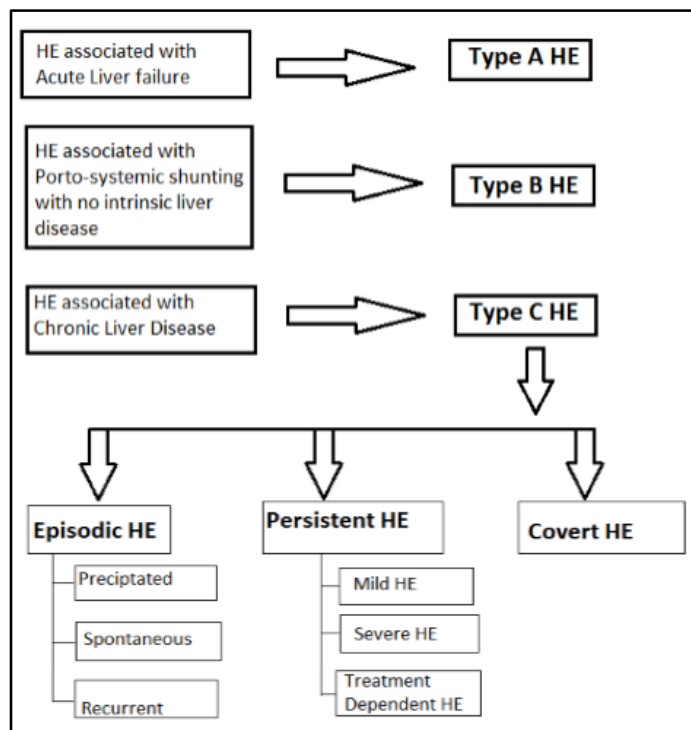 HE associated with
Acute Liver failure
Type A HE
HE associated with
Porto-systemic shunting
with no intrinsic liver
disease
Type B HE
HE associated with
Chronic Liver Disease
Type C HE
Episodic HE
Persistent HE
Covert HE
Preciptated
Spontaneous
Recurrent
Mild HE
Severe HE
Treatment
Dependent HE